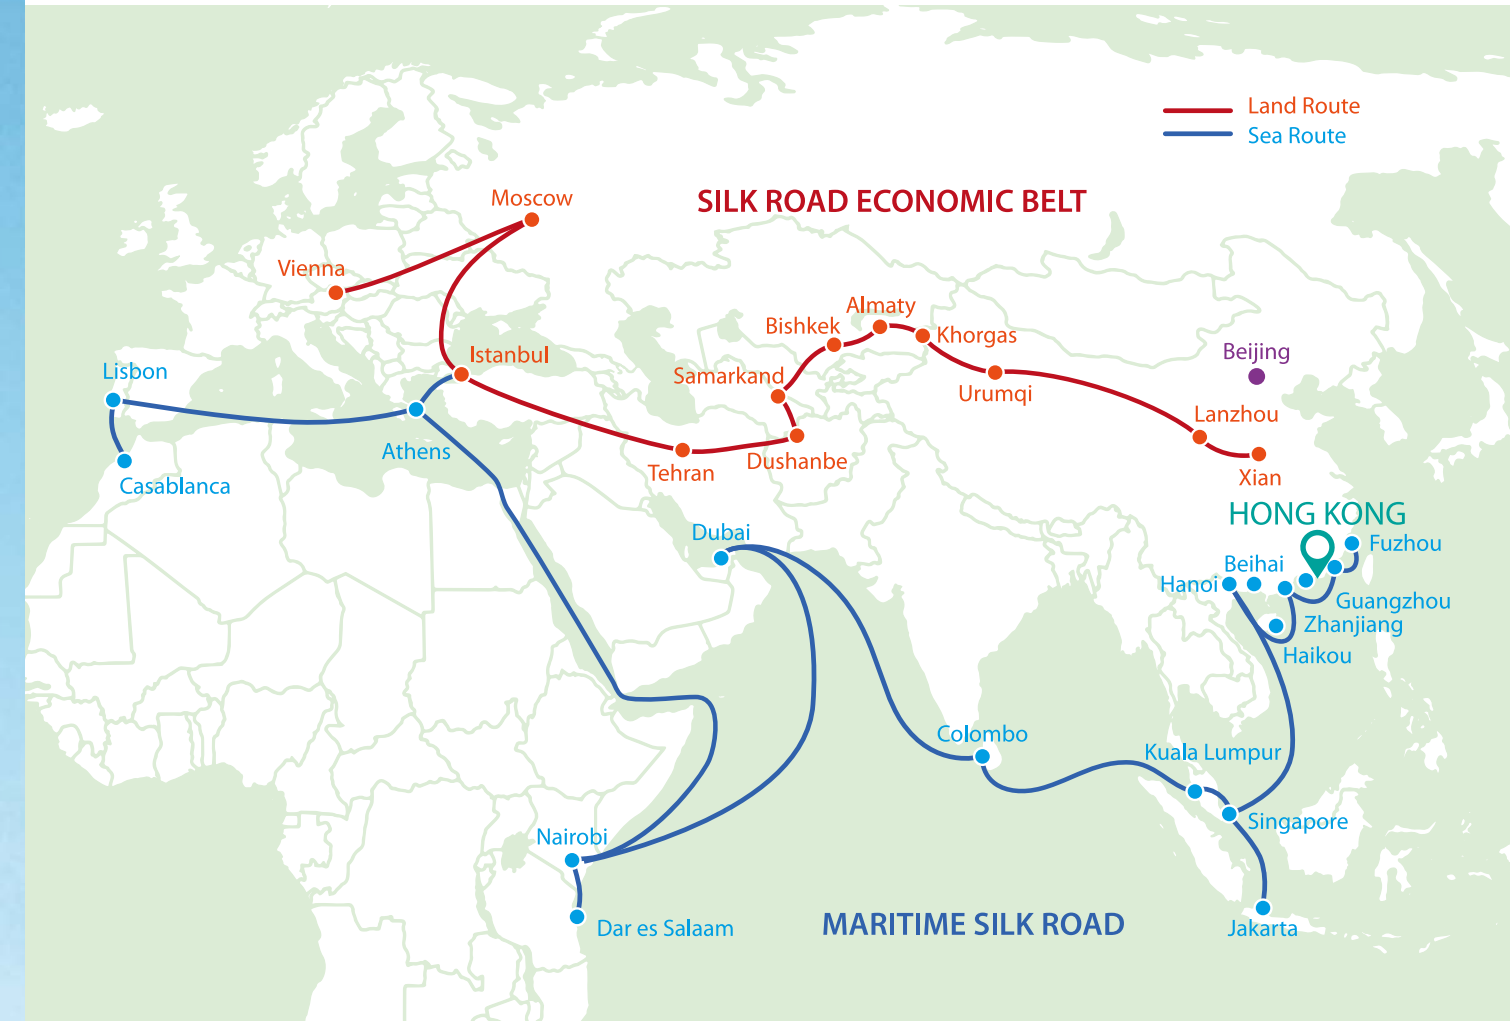 Land Route
Sea Route
SILK ROAD ECONOMIC BELT
Moscow
Vienna
Almaty
Bishkek
Khorgas
Istanbul
Beijing
Lisbon
Samarkand
Urumqi
Lanzhou
Athens
Tehran
Dushanbe
Xian
Casablanca
HONG KONG
Dubai
Fuzhou
Beihai
Hanoi
Guangzhou
Zhanjiang
Haikou
Colombo
Kuala Lumpur
Singapore
Nairobi
Dar es Salaam
MARITIME SILK ROAD
Jakarta